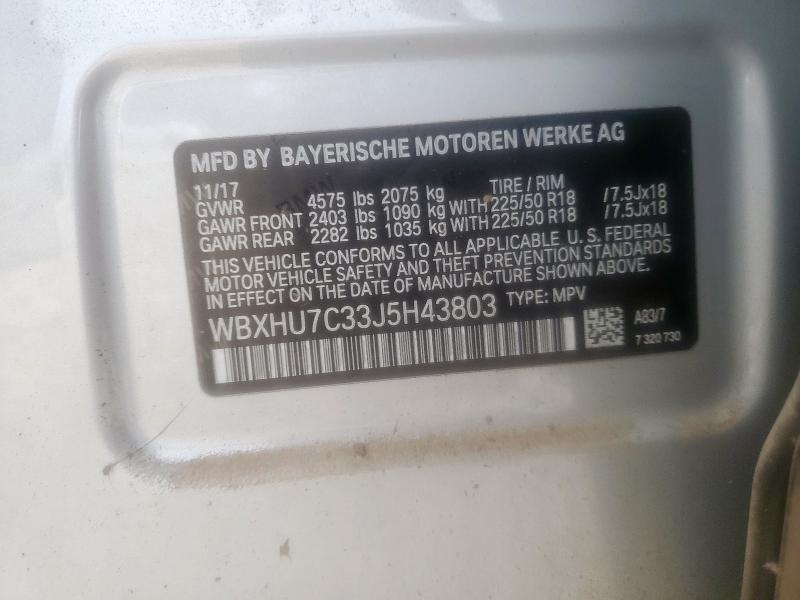 MFD BY BAYERISCHE MOTOREN WERKE AG
11/17 TIRE / RIM
GVWR 4575 lbs 2075 kg
GAWR FRONT 2403 lbs 1090 kg WITH 225/50 R18 /7.5Jx18
GAWR REAR 2282 lbs 1035 kg WITH 225/50 R18 /7.5Jx18
THIS VEHICLE CONFORMS TO ALL APPLICABLE U. S. FEDERAL
MOTOR VEHICLE SAFETY AND THEFT PREVENTION STANDARDS
IN EFFECT ON THE DATE OF MANUFACTURE SHOWN ABOVE.
WBXHU7C33J5H43803 TYPE: MPV
A83/7
7 320 730